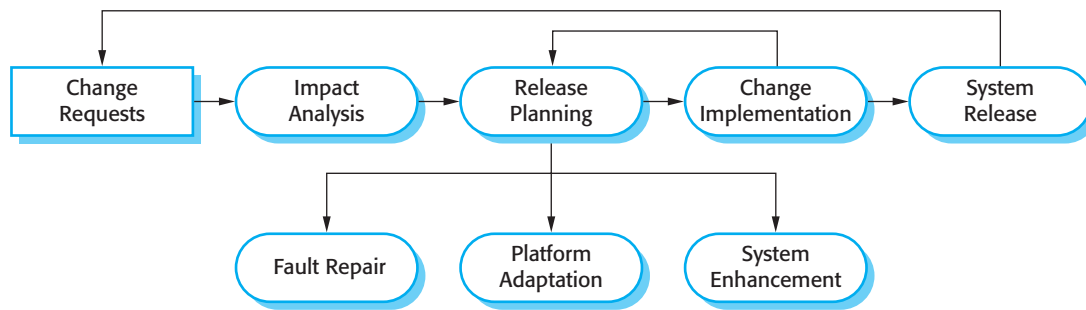 Change
Requests
Impact
Analysis
Release
Planning
Change
Implementation
System
Release
Fault Repair
Platform
Adaptation
System
Enhancement